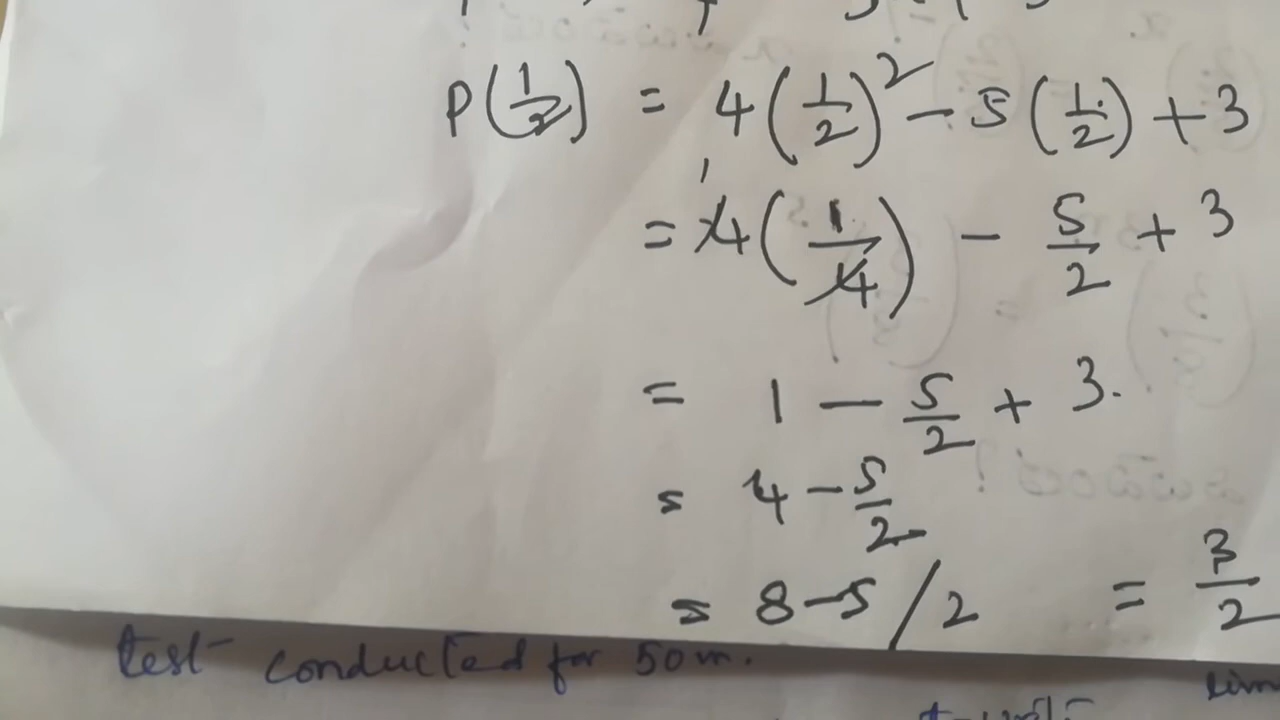 P(1/2) = 4(1/2)² - 5(1/2) + 3
= 4(1/4) - 5/2 + 3
= 1 - 5/2 + 3.
= 4 - 5/2
= 8-5/2 = 3/2
test conducted for 50m.